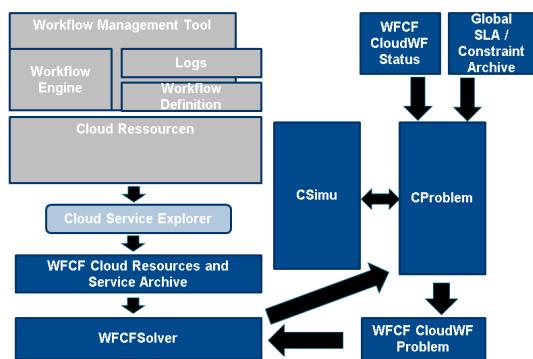 Workflow Management Tool
Workflow
Engine
Logs
Workflow
Definition
Cloud Ressourcen
Cloud Service Explorer
WFCF Cloud Resources and
Service Archive
WFCFSolver
WFCF
CloudWF
Status
Global
SLA /
Constraint
Archive
CSimu
CProblem
WFCF CloudWF
Problem